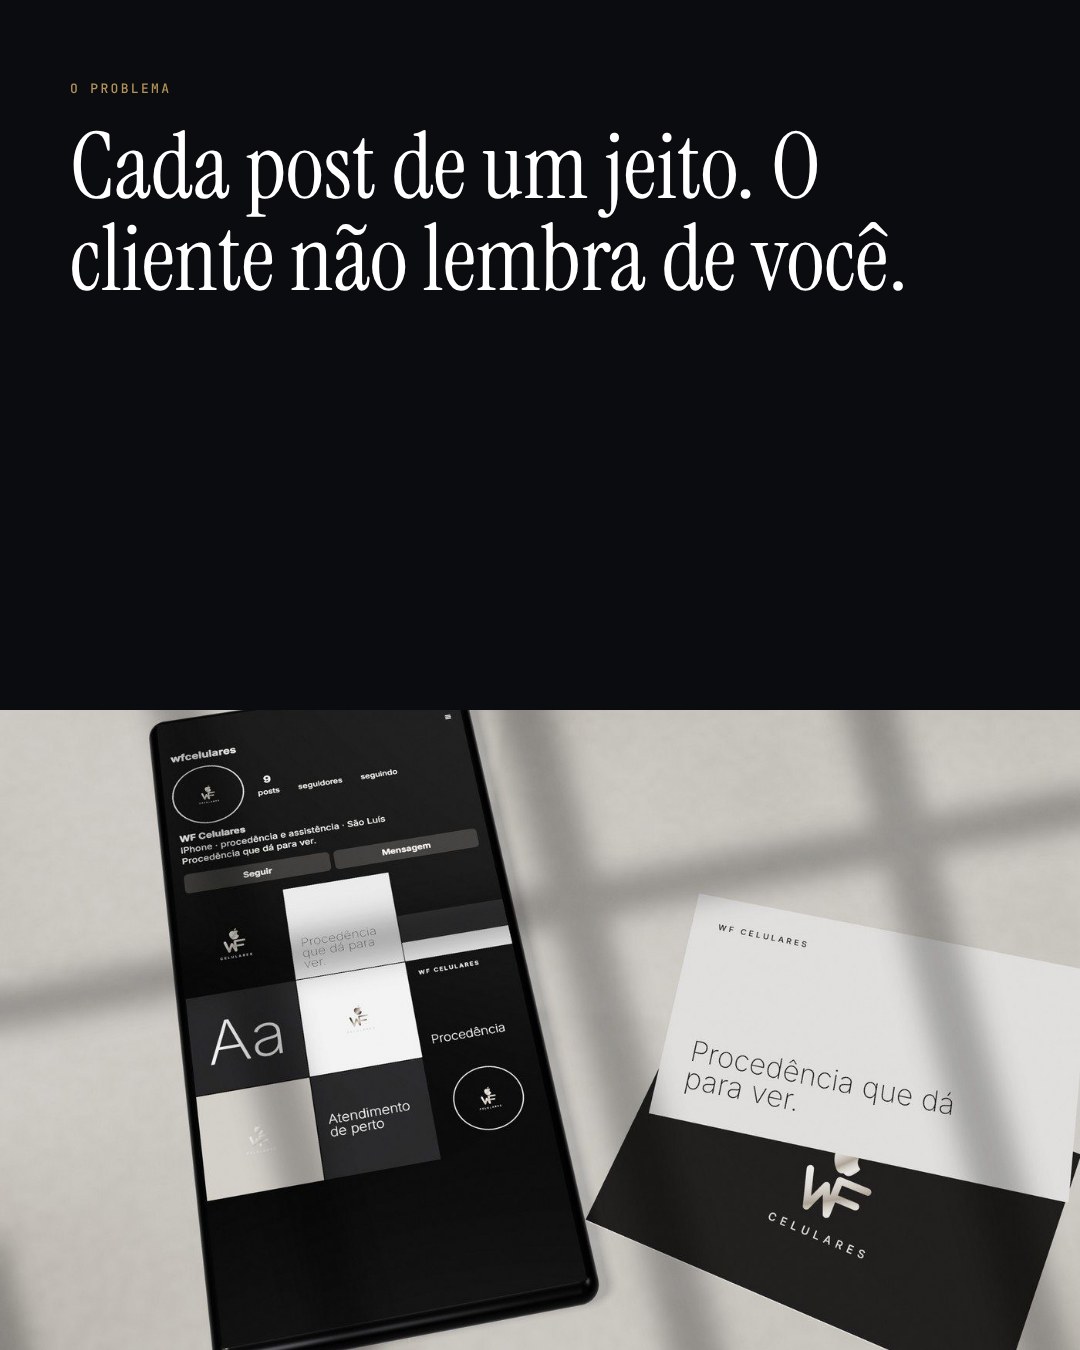 O PROBLEMA
Cada post de um jeito. O
cliente não lembra de você.
wfcelulares
9
posts
seguidores
seguindo
WF Celulares
iPhone · procedência e assistência · São Luís
Procedência que dá para ver.
Seguir
Mensagem
WF
CELULARES
Procedência
que dá para
ver.
WF CELULARES
Procedência
Aa
Atendimento
de perto
WF CELULARES
Procedência que dá
para ver.
WF
CELULARES